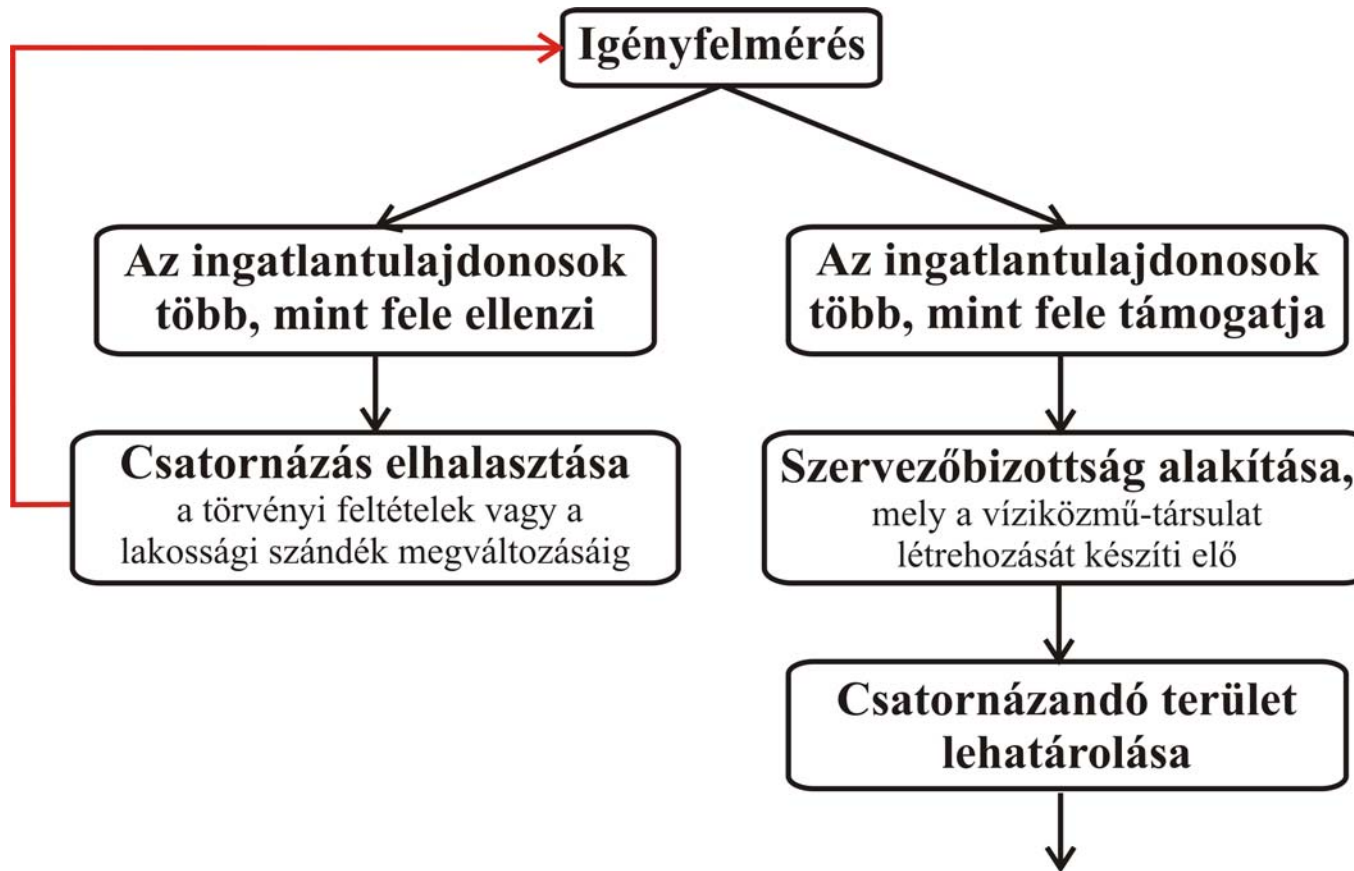 Igényfelmérés
Az ingatlantulajdonosok
több, mint fele ellenzi
Az ingatlantulajdonosok
több, mint fele támogatja
Csatornázás elhalasztása
a törvényi feltételek vagy a
lakossági szándék megváltozásáig
Szervezőbizottság alakítása,
mely a víziközmű-társulat
létrehozását készíti elő
Csatornázandó terület
lehatárolása